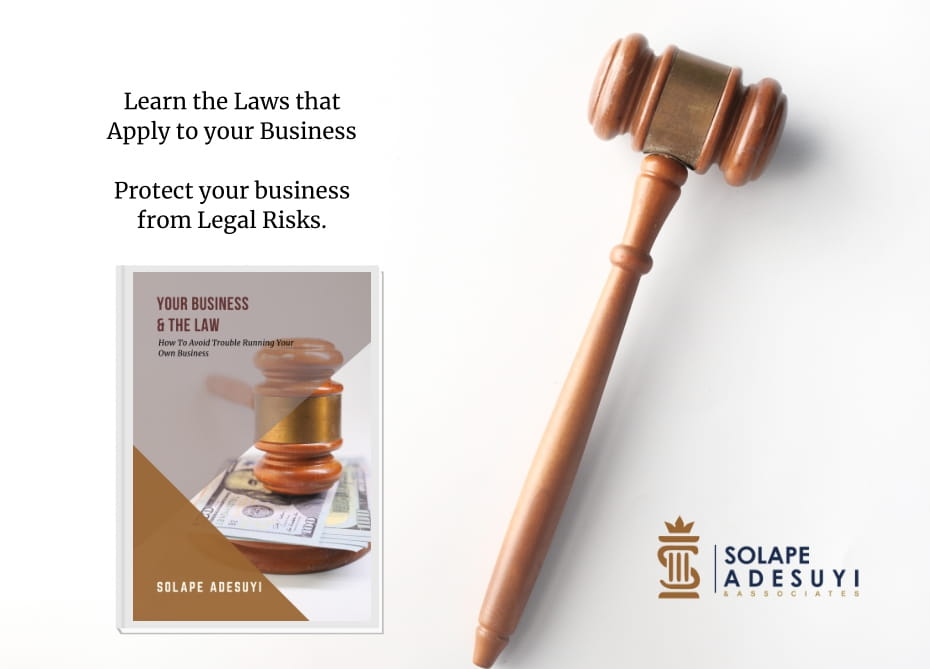 Learn the Laws that
Apply to your Business
Protect your business
from Legal Risks.
YOUR BUSINESS
& THE LAW
How To Avoid Trouble Running Your
Own Business
100
SOLAPE ADESUYI
SOLAPE
ADESUYI
& ASSOCIATES